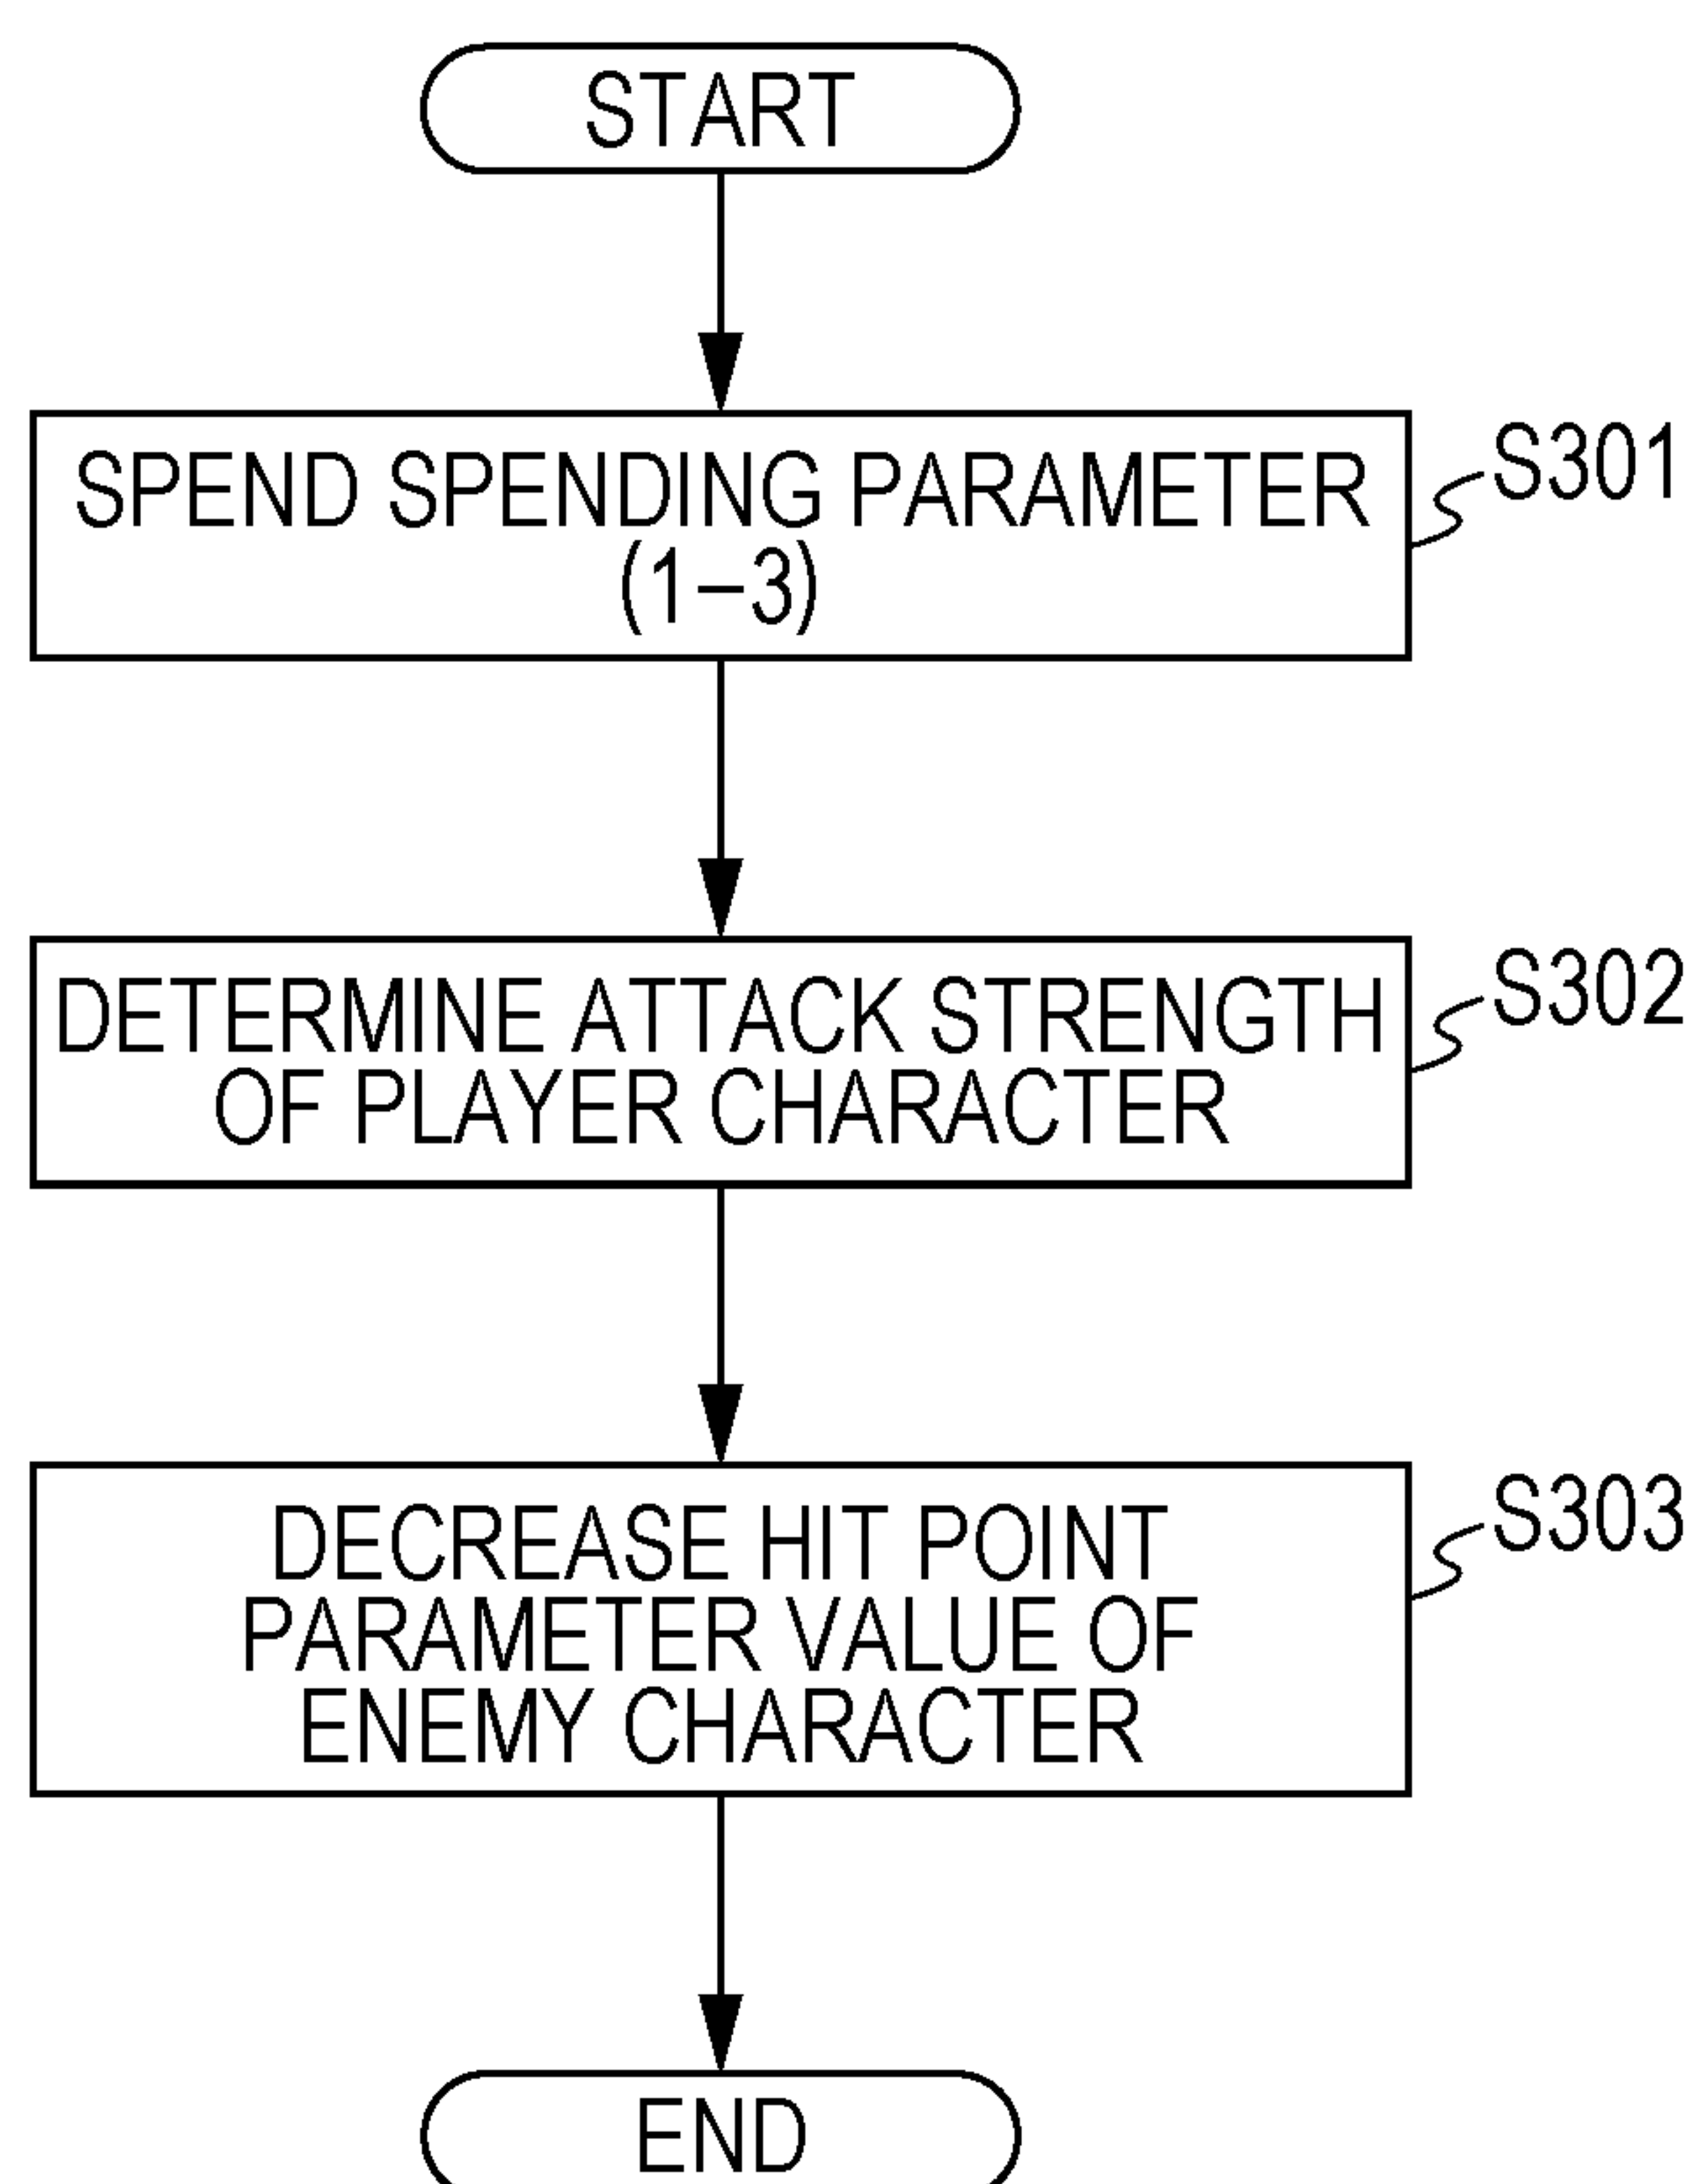 START
SPEND SPENDING PARAMETER
(1–3)
S301
DETERMINE ATTACK STRENGTH
OF PLAYER CHARACTER
S302
DECREASE HIT POINT
PARAMETER VALUE OF
ENEMY CHARACTER
S303
END